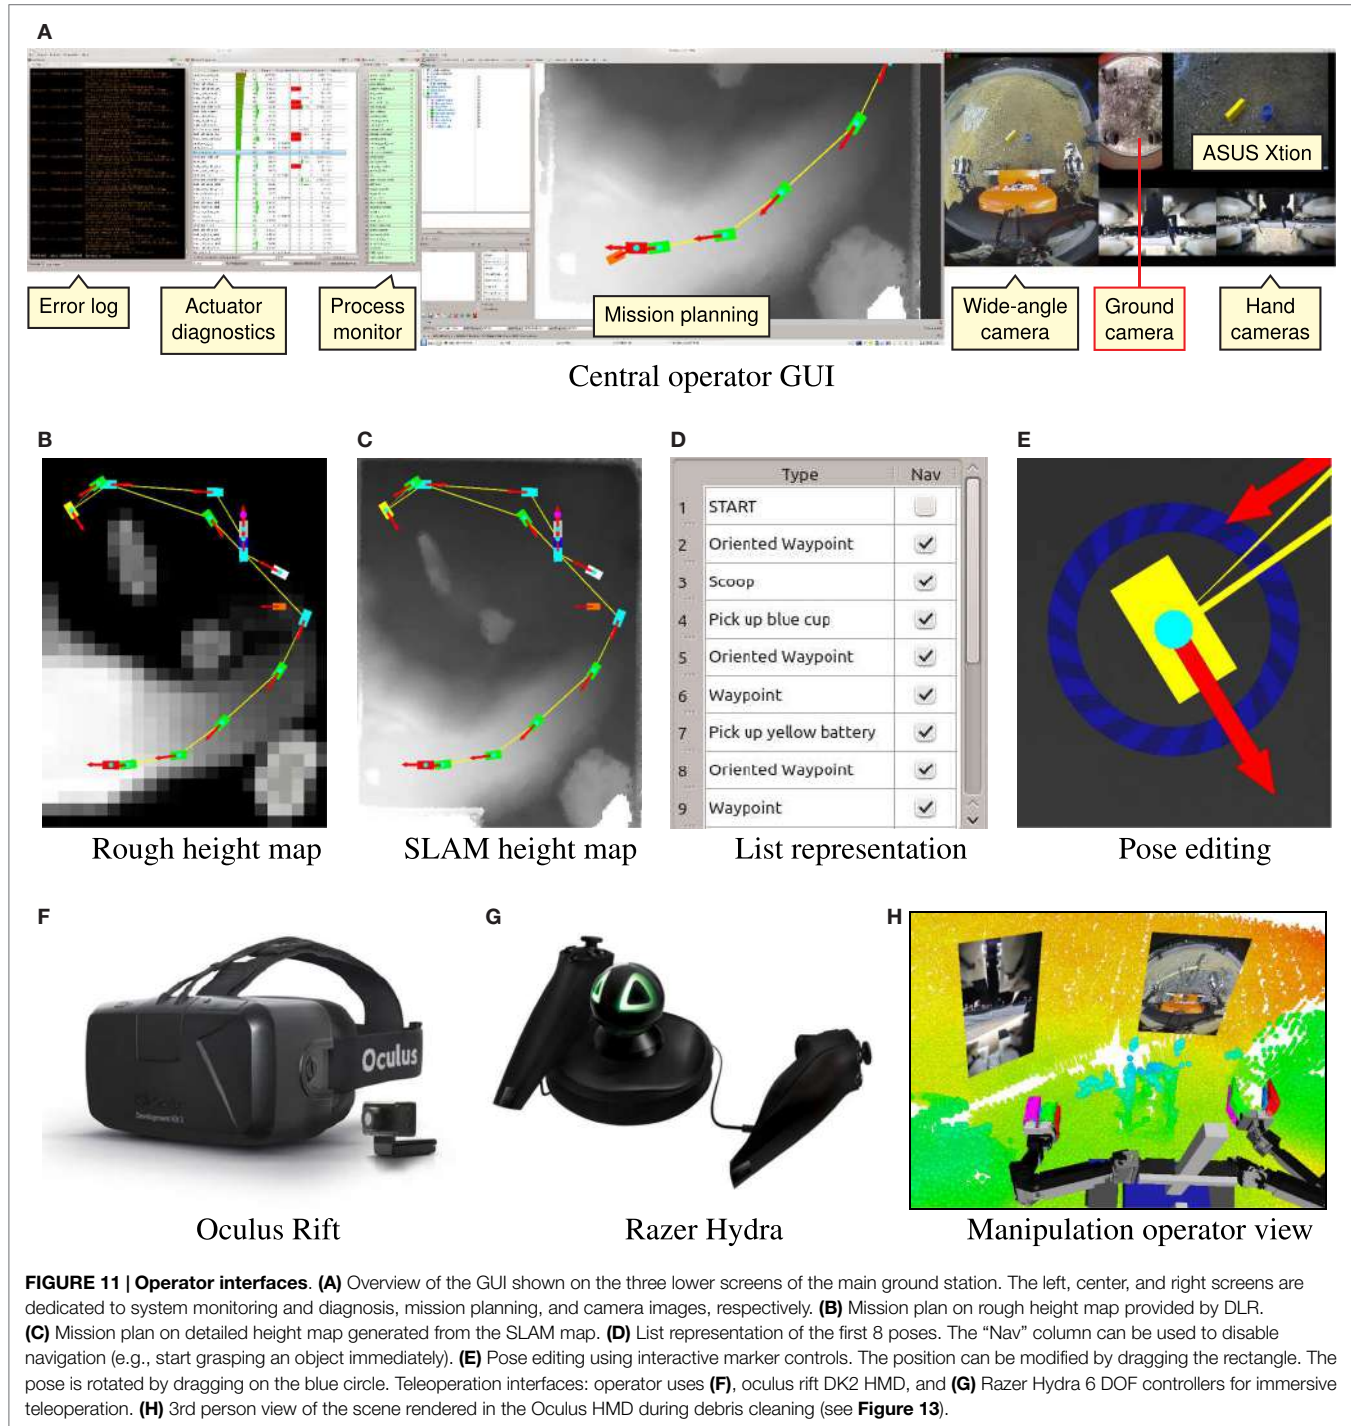 A
ASUS Xtion
Error log
Actuator
diagnostics
Process
monitor
Mission planning
Wide-angle
camera
Ground
camera
Hand
cameras
Central operator GUI
B
C
D
E
Type Nav
1 START
2 Oriented Waypoint
3 Scoop
4 Pick up blue cup
5 Oriented Waypoint
6 Waypoint
7 Pick up yellow battery
8 Oriented Waypoint
9 Waypoint
Rough height map
SLAM height map
List representation
Pose editing
F
G
H
Oculus
Development Kit 2
Oculus Rift
Razer Hydra
Manipulation operator view
FIGURE 11 | Operator interfaces. (A) Overview of the GUI shown on the three lower screens of the main ground station. The left, center, and right screens are
dedicated to system monitoring and diagnosis, mission planning, and camera images, respectively. (B) Mission plan on rough height map provided by DLR.
(C) Mission plan on detailed height map generated from the SLAM map. (D) List representation of the first 8 poses. The “Nav” column can be used to disable
navigation (e.g., start grasping an object immediately). (E) Pose editing using interactive marker controls. The position can be modified by dragging the rectangle. The
pose is rotated by dragging on the blue circle. Teleoperation interfaces: operator uses (F), oculus rift DK2 HMD, and (G) Razer Hydra 6 DOF controllers for immersive
teleoperation. (H) 3rd person view of the scene rendered in the Oculus HMD during debris cleaning (see Figure 13).